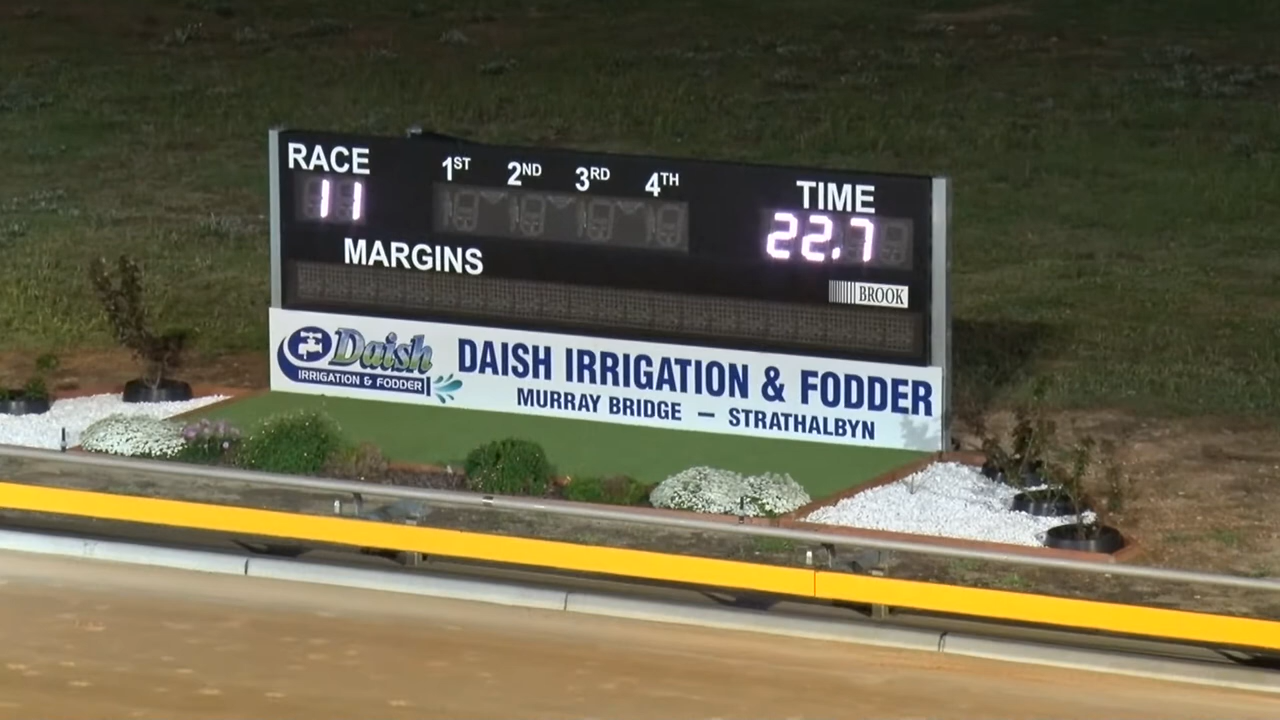 RACE
1ST 2ND 3RD 4TH
TIME
11
22.7
MARGINS
BROOK
Daish
IRRIGATION & FODDER
DAISH IRRIGATION & FODDER
MURRAY BRIDGE — STRATHALBYN